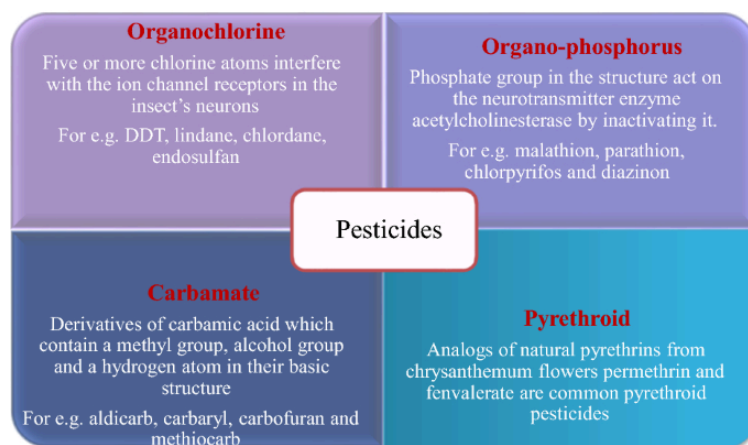 Organochlorine
Five or more chlorine atoms interfere
with the ion channel receptors in the
insect's neurons
For e.g. DDT, lindane, chlordane,
endosulfan
Organo-phosphorus
Phosphate group in the structure act on
the neurotransmitter enzyme
acetylcholinesterase by inactivating it.
For e.g. malathion, parathion,
chlorpyrifos and diazinon
Pesticides
Carbamate
Derivatives of carbamic acid which
contain a methyl group, alcohol group
and a hydrogen atom in their basic
structure
For e.g. aldicarb, carbaryl, carbofuran and
methiocarb
Pyrethroid
Analogs of natural pyrethrins from
chrysanthemum flowers permethrin and
fenvalerate are common pyrethroid
pesticides